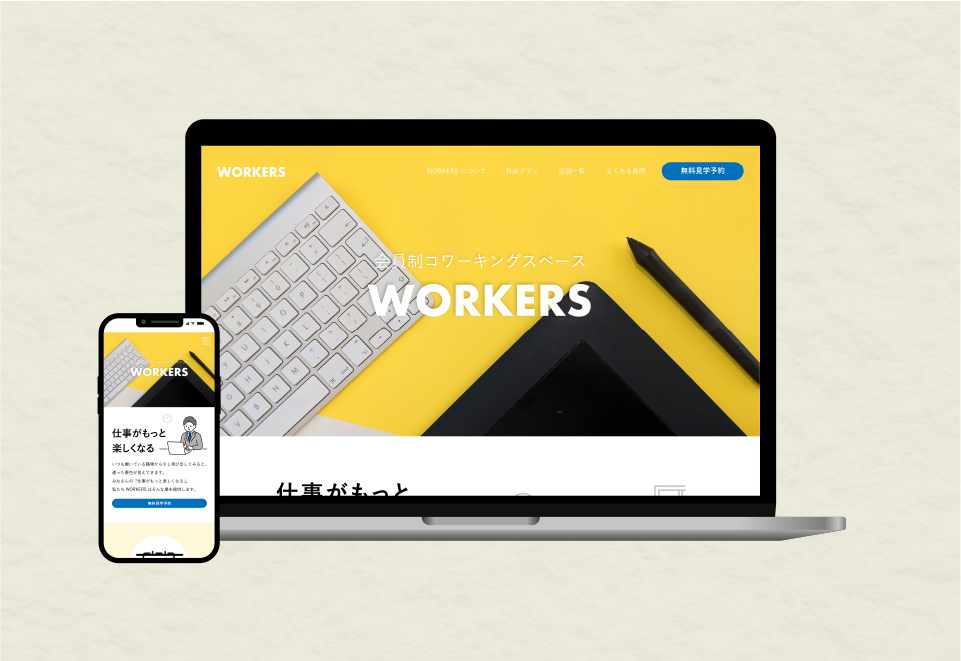 WORKERS
WORKERS について 料金プラン 店舗一覧 よくある質問 無料見学予約
会員制コワーキングスペース
WORKERS
仕事がもっと
WORKERS
仕事がもっと
楽しくなる
いつも働いている職場から少し飛び出してみると、
違った景色が見えてきます。
みなさんの『仕事がもっと楽しくなる』
私たち WORKERS はそんな場を提供します。
無料見学予約